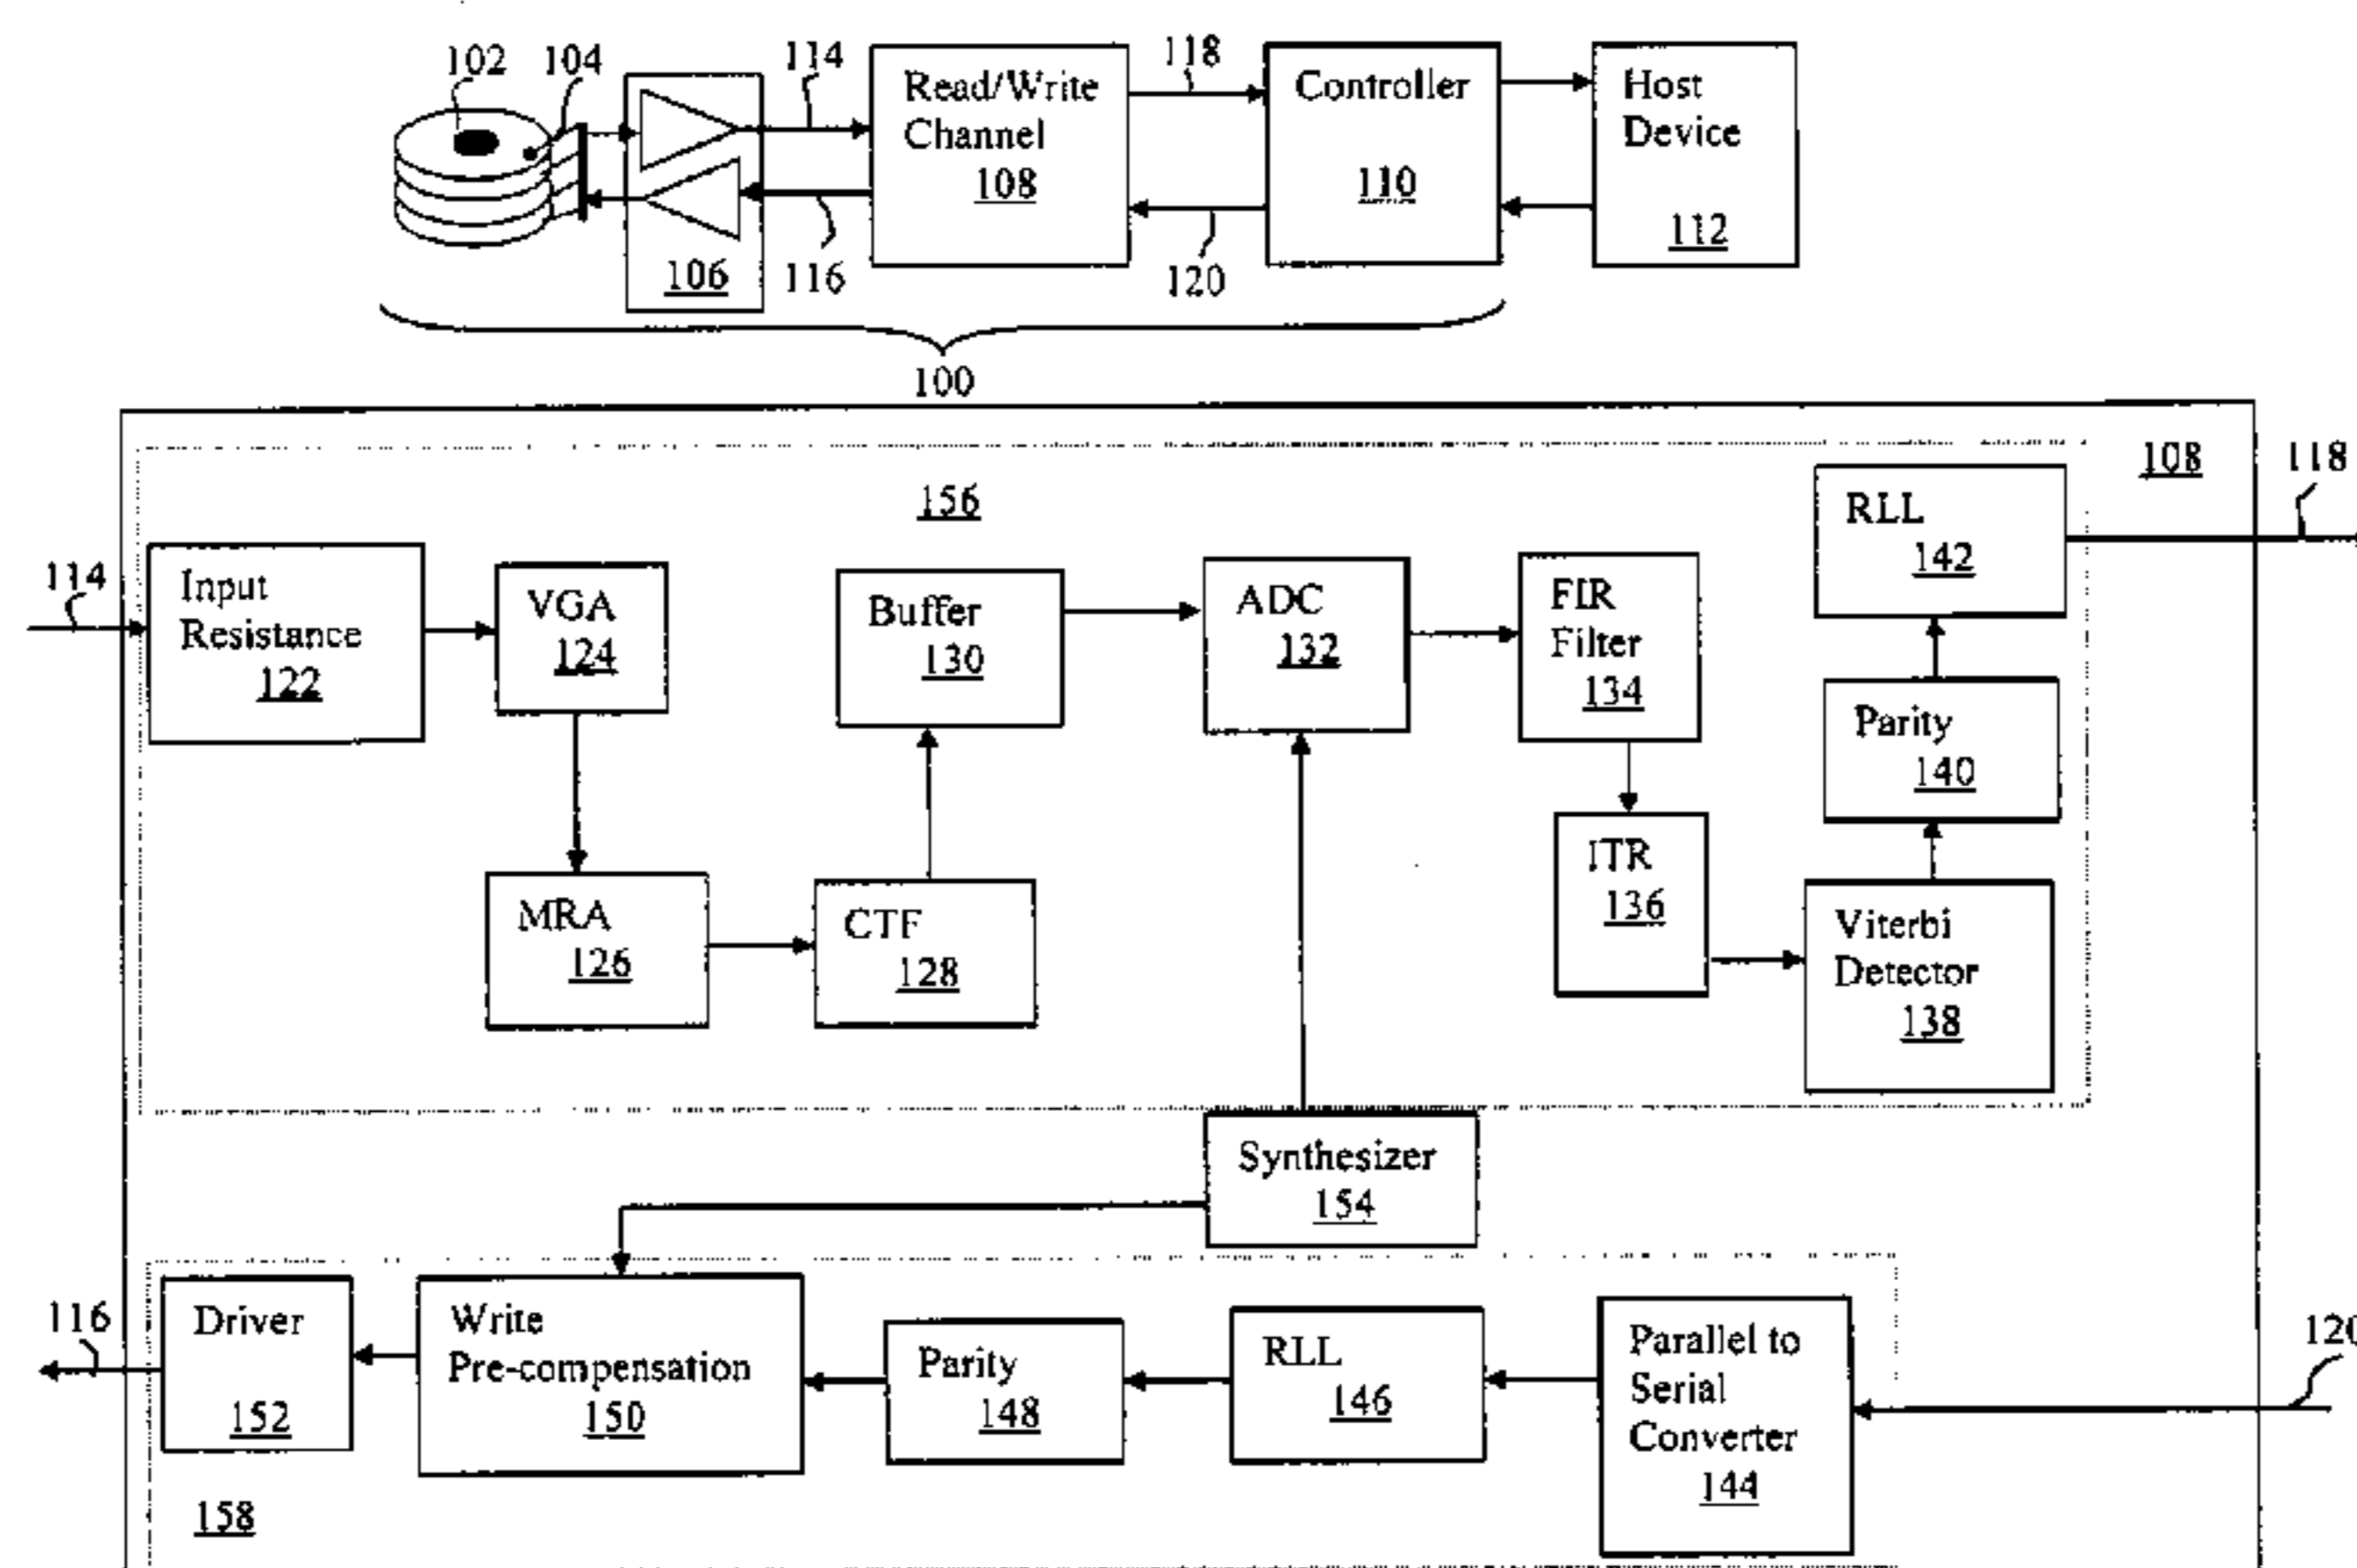 102
104
114
118
Read/Write
Channel
108
Controller
110
Host
Device
112
106
116
120
100
108
118
156
114
Input
Resistance
122
VGA
124
Buffer
130
ADC
132
FIR
Filter
134
RLL
142
Parity
140
MRA
126
CTF
128
ITR
136
Viterbi
Detector
138
Synthesizer
154
116
Driver
152
Write
Pre-compensation
150
Parity
148
RLL
146
Parallel to
Serial
Converter
144
120
158